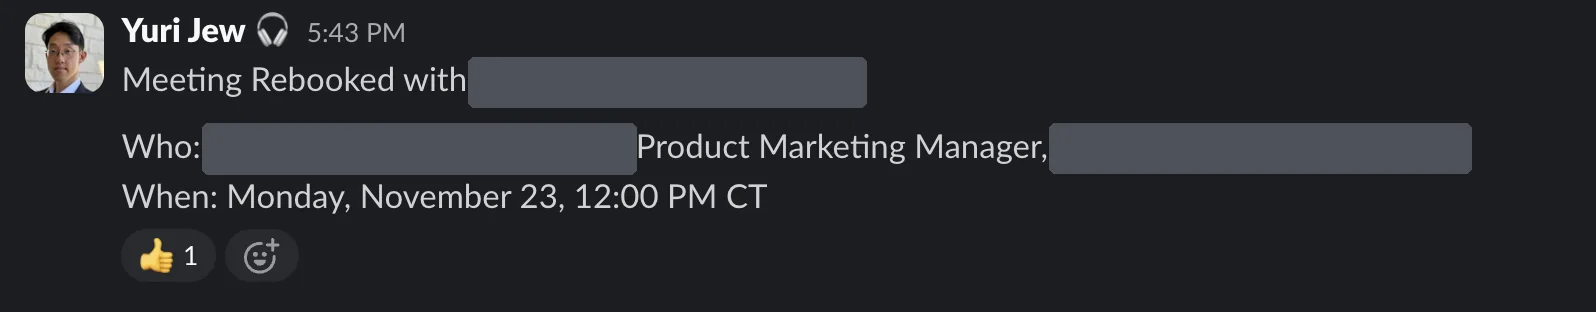 Yuri Jew 5:43 PM
Meeting Rebooked with
Who: Product Marketing Manager,
When: Monday, November 23, 12:00 PM CT
1